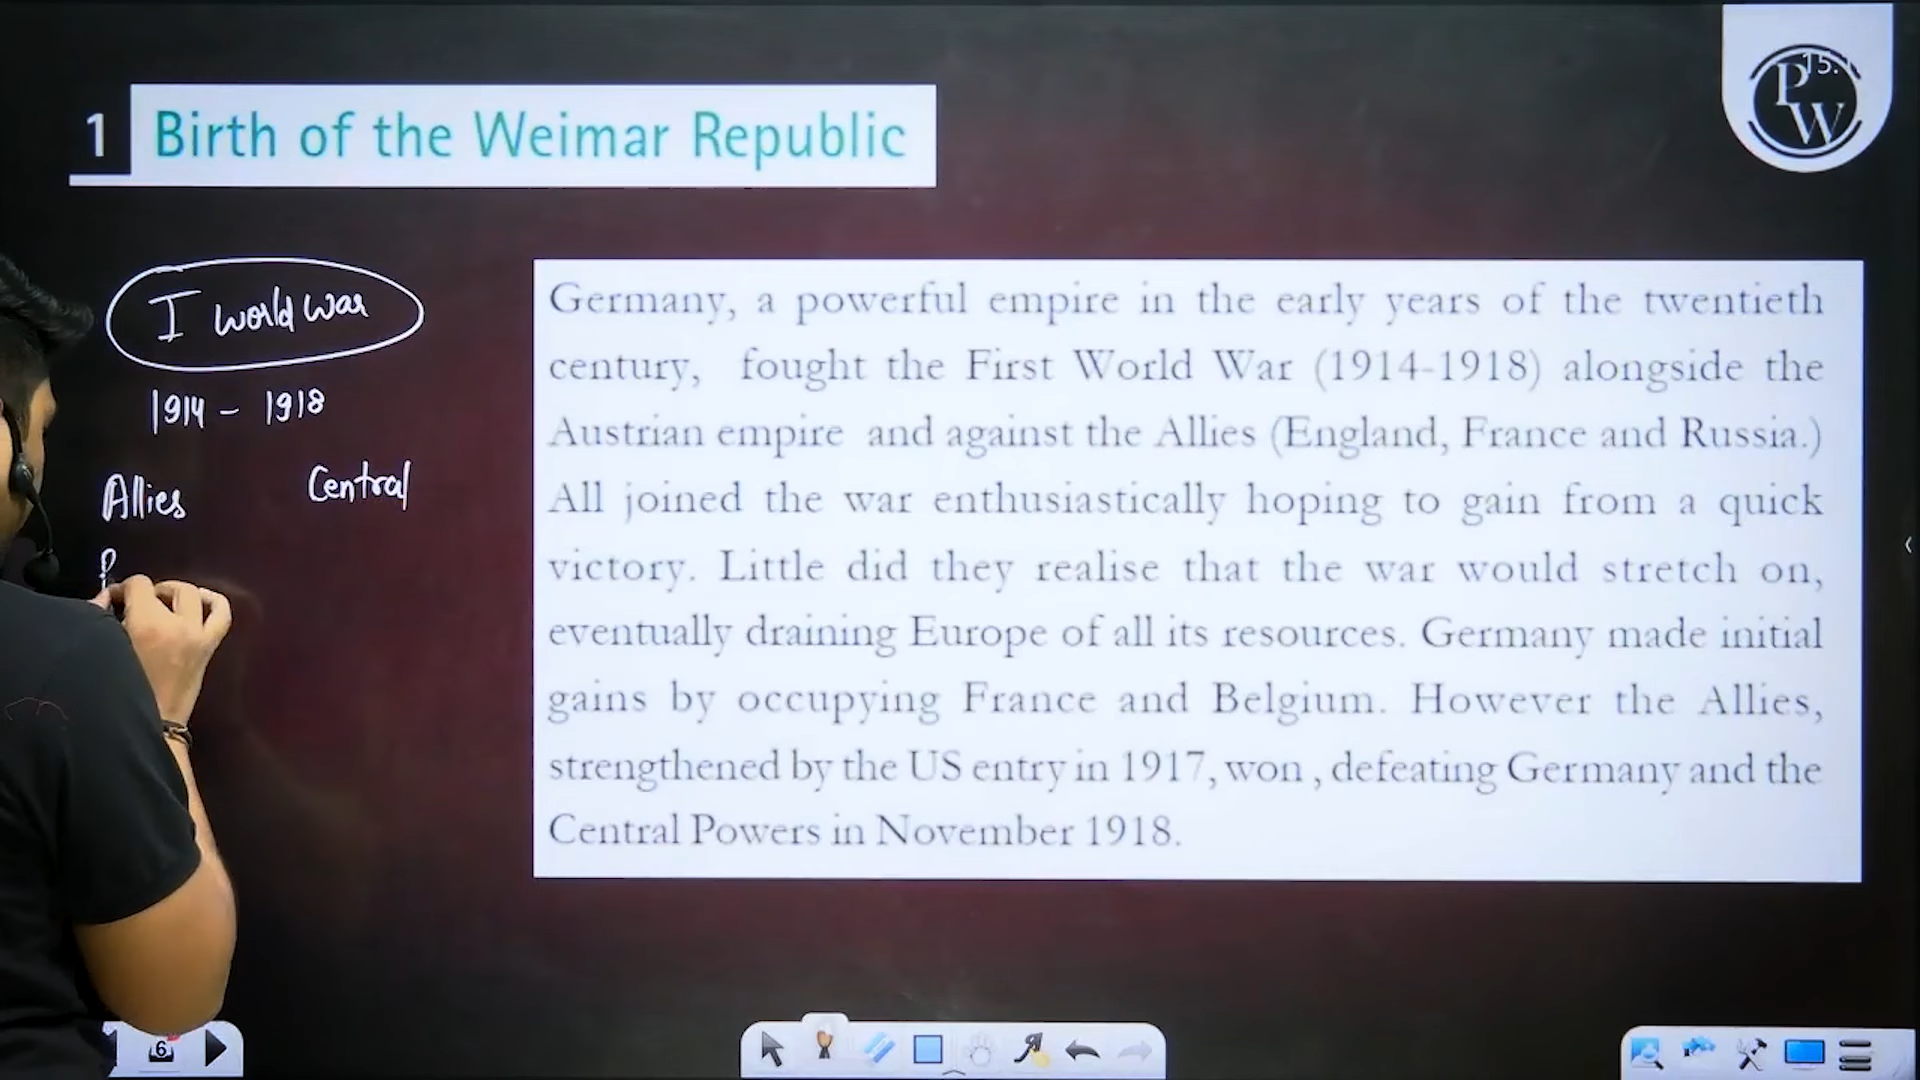 15.
PW
1 Birth of the Weimar Republic
I world war
1914 - 1918
Allies Central
Germany, a powerful empire in the early years of the twentieth
century, fought the First World War (1914-1918) alongside the
Austrian empire and against the Allies (England, France and Russia.)
All joined the war enthusiastically hoping to gain from a quick
victory. Little did they realise that the war would stretch on,
eventually draining Europe of all its resources. Germany made initial
gains by occupying France and Belgium. However the Allies,
strengthened by the US entry in 1917, won , defeating Germany and the
Central Powers in November 1918.
6